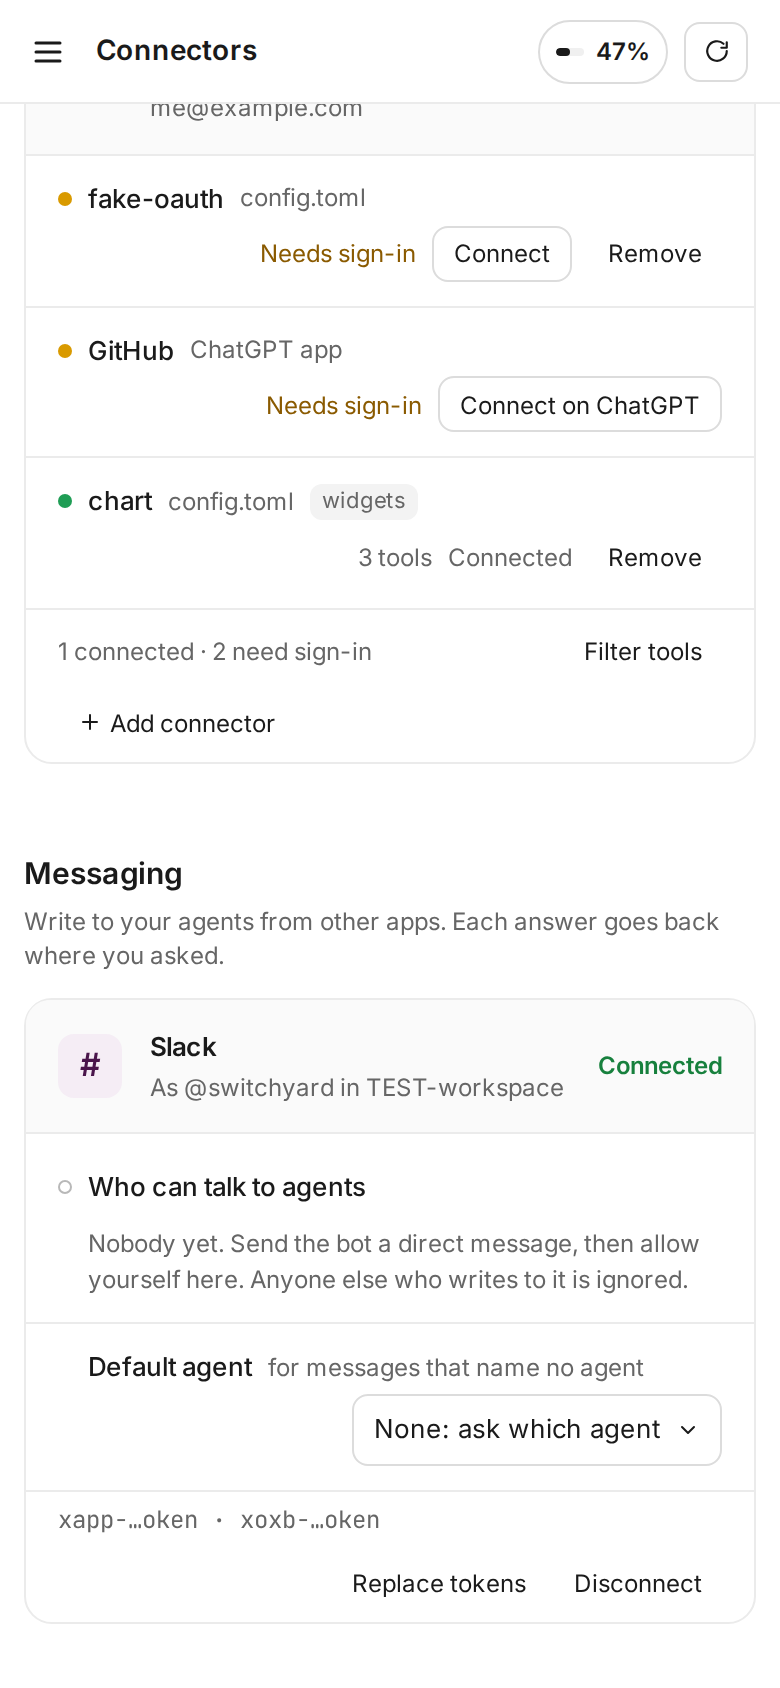 Connectors
47%
me@example.com
fake-oauth config.toml
Needs sign-in Connect Remove
GitHub ChatGPT app
Needs sign-in Connect on ChatGPT
chart config.toml widgets
3 tools Connected Remove
1 connected · 2 need sign-in Filter tools
+ Add connector
Messaging
Write to your agents from other apps. Each answer goes back
where you asked.
# Slack Connected
As @switchyard in TEST-workspace
Who can talk to agents
Nobody yet. Send the bot a direct message, then allow
yourself here. Anyone else who writes to it is ignored.
Default agent for messages that name no agent
None: ask which agent
xapp-…oken · xoxb-…oken
Replace tokens Disconnect